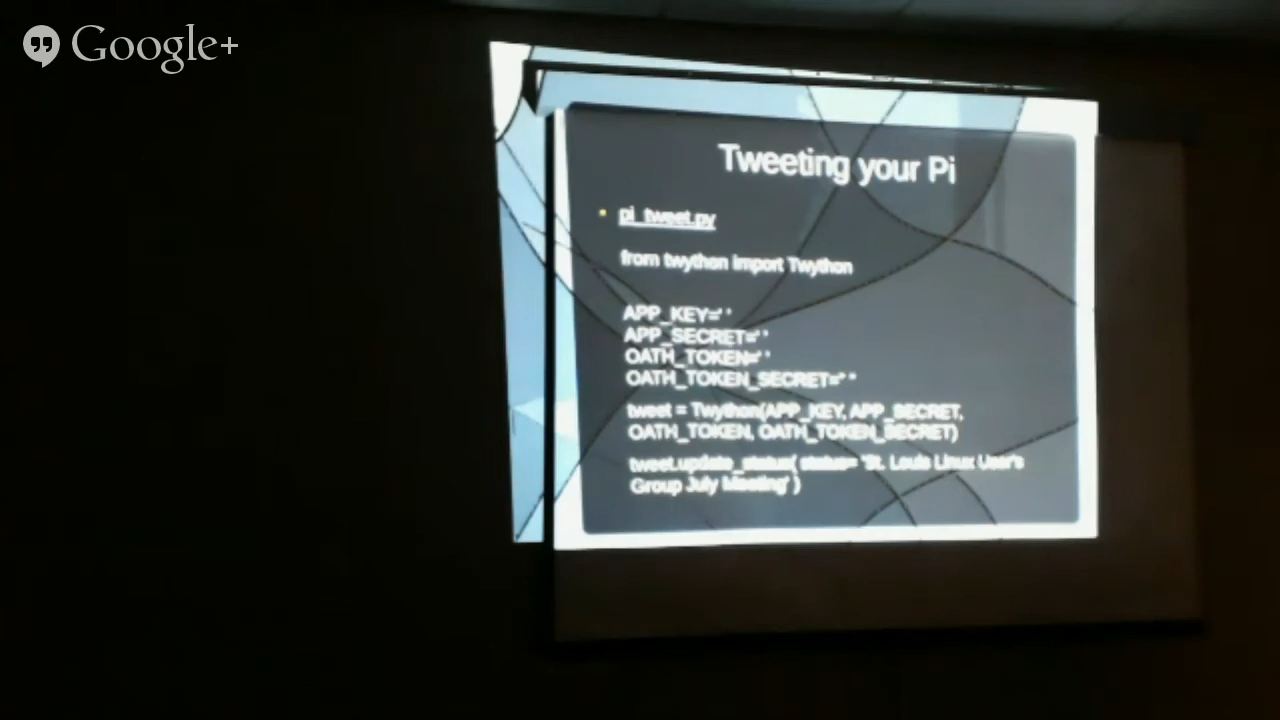 Google+
Tweeting your Pi
pi_tweet.py
from twython import Twython
APP_KEY=' '
APP_SECRET=' '
OATH_TOKEN=' '
OATH_TOKEN_SECRET=' '
tweet = Twython(APP_KEY, APP_SECRET,
OATH_TOKEN, OATH_TOKEN_SECRET)
tweet.update_status( status= 'St. Louis Linux User's
Group July Meeting' )